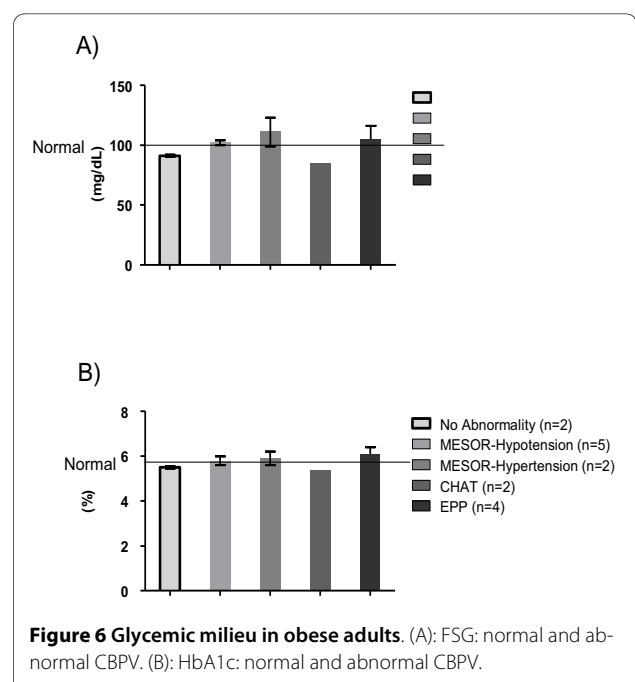 A)
150
100
50
0
Normal
(mg/dL)
B)
8
6
4
2
0
Normal
(%)
No Abnormality (n=2)
MESOR-Hypotension (n=5)
MESOR-Hypertension (n=2)
CHAT (n=2)
EPP (n=4)
Figure 6 Glycemic milieu in obese adults. (A): FSG: normal and ab-
normal CBPV. (B): HbA1c: normal and abnormal CBPV.